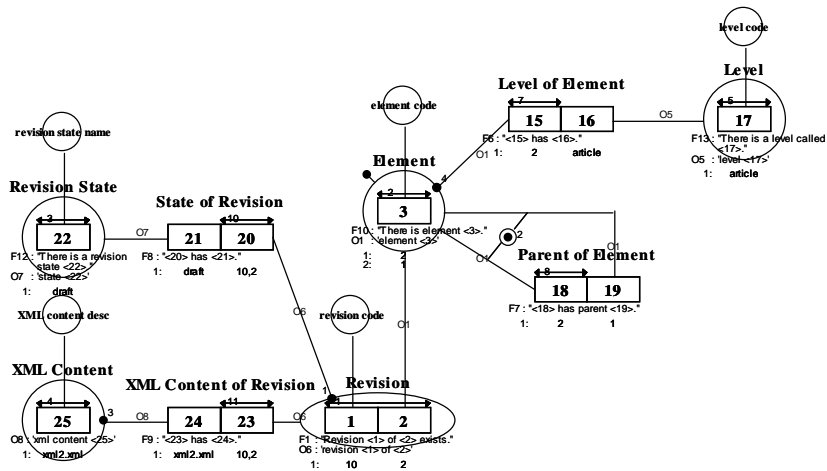 level code
Level
5
17
F13: "There is a level called
<17>."
O5 : 'level <17>'
1: article
Level of Element
7
15 16
F6 : "<15> has <16>."
1: 2 article
O5
O1
element code
Element
4
2
3
F10: "There is element <3>."
O1 : 'element <3>'
1: 2
2: 1
2
O1
O1
Parent of Element
8
18 19
F7 : "<18> has parent <19>."
1: 2 1
revision state name
Revision State
3
22
F12 : "There is a revision
state <22>."
O7 : 'state <22>'
1: draft
O7
State of Revision
10
21 20
F8 : "<20> has <21>."
1: draft 10,2
O6
O1
XML content desc
XML Content
4
25
3
O8 : 'xml content <25>'
1: xml2.xml
O8
XML Content of Revision
11
24 23
F9 : "<23> has <24>."
1: xml2.xml 10,2
O6
revision code
Revision
1
1 2
F1 : "Revision <1> of <2> exists."
O6 : 'revision <1> of <2>'
1: 10 2